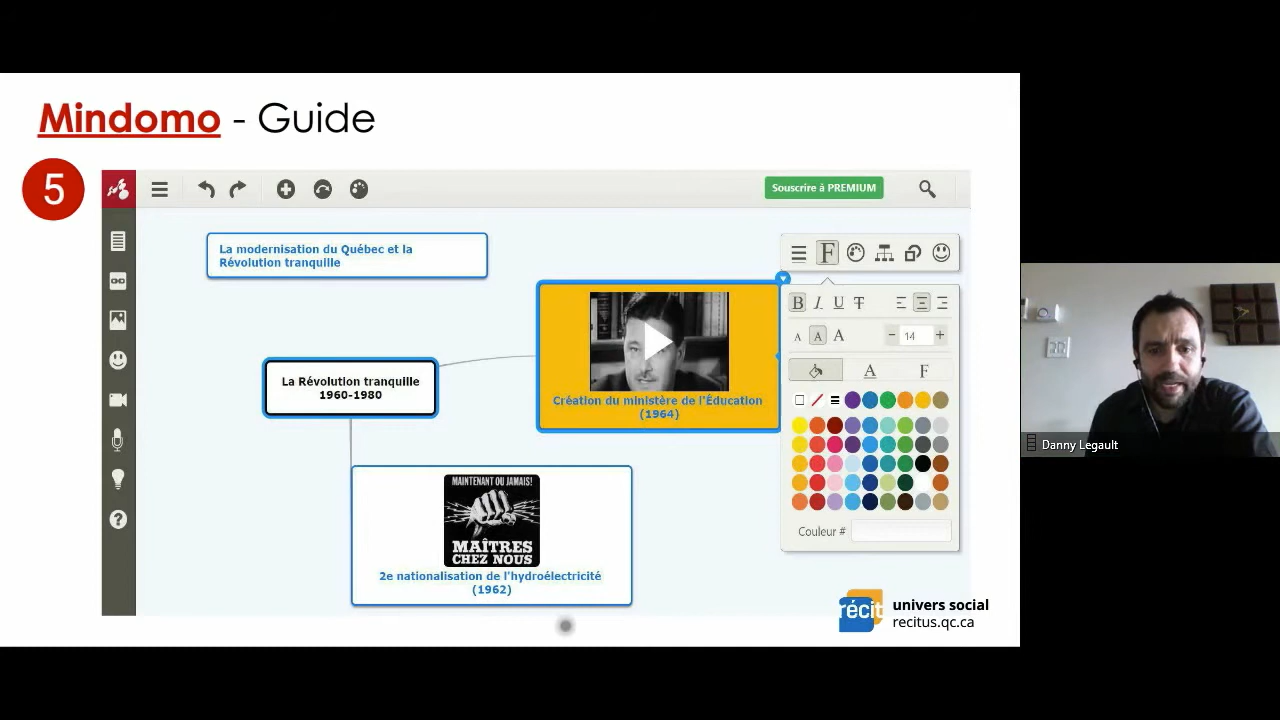 Mindomo - Guide
5
Souscrire à PREMIUM
La modernisation du Québec et la
Révolution tranquille
F
B I U T
A A A
14
A F
La Révolution tranquille
1960-1980
Création du ministère de l'Éducation
(1964)
MAINTENANT OU JAMAIS!
MAÎTRES
CHEZ NOUS
2e nationalisation de l'hydroélectricité
(1962)
Couleur #
récit
univers social
recitus.qc.ca
Danny Legault